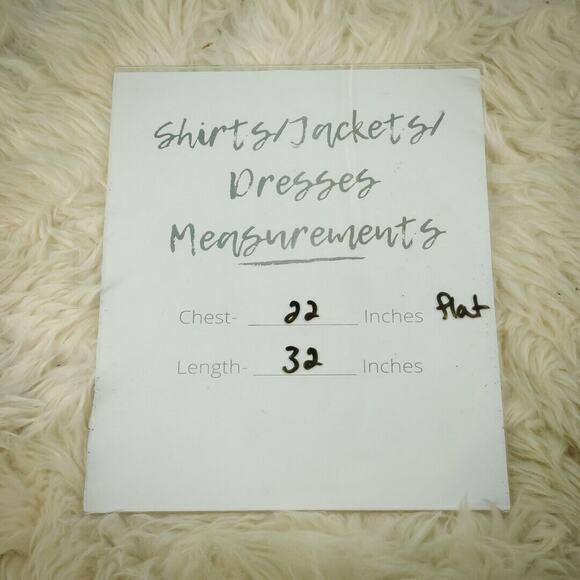 Shirts/Jackets/
Dresses
Measurements
Chest- 22 Inches flat
Length- 32 Inches